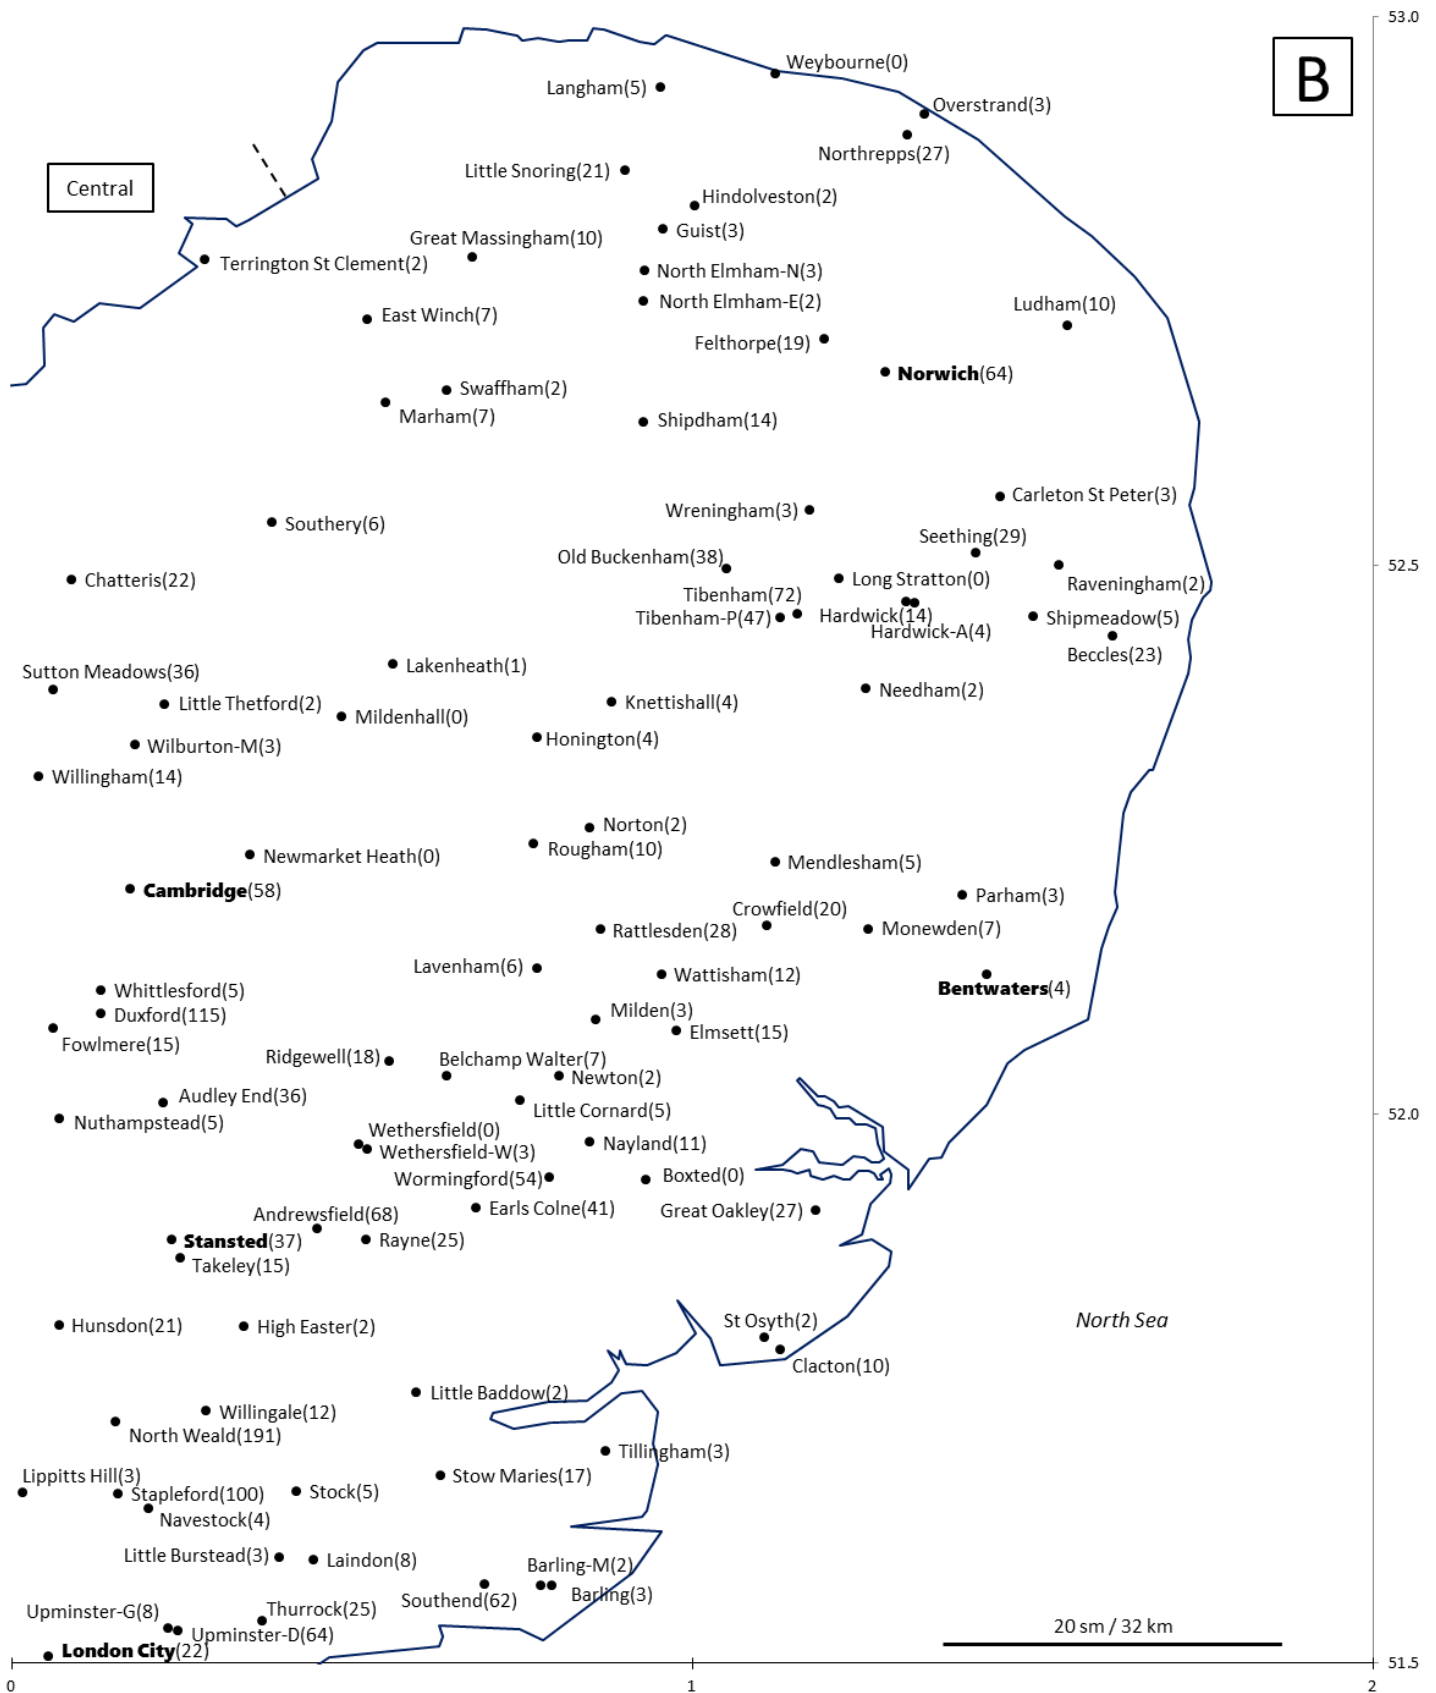 53.0
B
Weybourne(0)
Langham(5)
Overstrand(3)
Northrepps(27)
Little Snoring(21)
Central
Hindolveston(2)
Guist(3)
Great Massingham(10)
Terrington St Clement(2)
North Elmham-N(3)
North Elmham-E(2)
Ludham(10)
East Winch(7)
Felthorpe(19)
Norwich(64)
Swaffham(2)
Marham(7)
Shipdham(14)
Carleton St Peter(3)
Wreningham(3)
Southery(6)
Seething(29)
Old Buckenham(38)
52.5
Chatteris(22)
Long Stratton(0)
Raveningham(2)
Tibenham(72)
Tibenham-P(47)
Hardwick(14)
Shipmeadow(5)
Hardwick-A(4)
Beccles(23)
Lakenheath(1)
Sutton Meadows(36)
Needham(2)
Little Thetford(2)
Knettishall(4)
Mildenhall(0)
Honington(4)
Wilburton-M(3)
Willingham(14)
Norton(2)
Rougham(10)
Newmarket Heath(0)
Mendlesham(5)
Cambridge(58)
Parham(3)
Crowfield(20)
Rattlesden(28)
Monewden(7)
Lavenham(6)
Wattisham(12)
Bentwaters(4)
Whittlesford(5)
Duxford(115)
Milden(3)
Elmsett(15)
Fowlmere(15)
Ridgewell(18)
Belchamp Walter(7)
Newton(2)
Audley End(36)
Little Cornard(5)
52.0
Nuthampstead(5)
Wethersfield(0)
Nayland(11)
Wethersfield-W(3)
Wormingford(54)
Boxted(0)
Earls Colne(41)
Great Oakley(27)
Andrewsfield(68)
Stansted(37)
Rayne(25)
Takeley(15)
Hunsdon(21)
High Easter(2)
St Osyth(2)
North Sea
Clacton(10)
Little Baddow(2)
Willingale(12)
North Weald(191)
Tillingham(3)
Lippitts Hill(3)
Stow Maries(17)
Stapleford(100)
Stock(5)
Navestock(4)
Little Burstead(3)
Laindon(8)
Barling-M(2)
Southend(62)
Barling(3)
Upminster-G(8)
Thurrock(25)
Upminster-D(64)
20 sm / 32 km
London City(22)
51.5
0
1
2